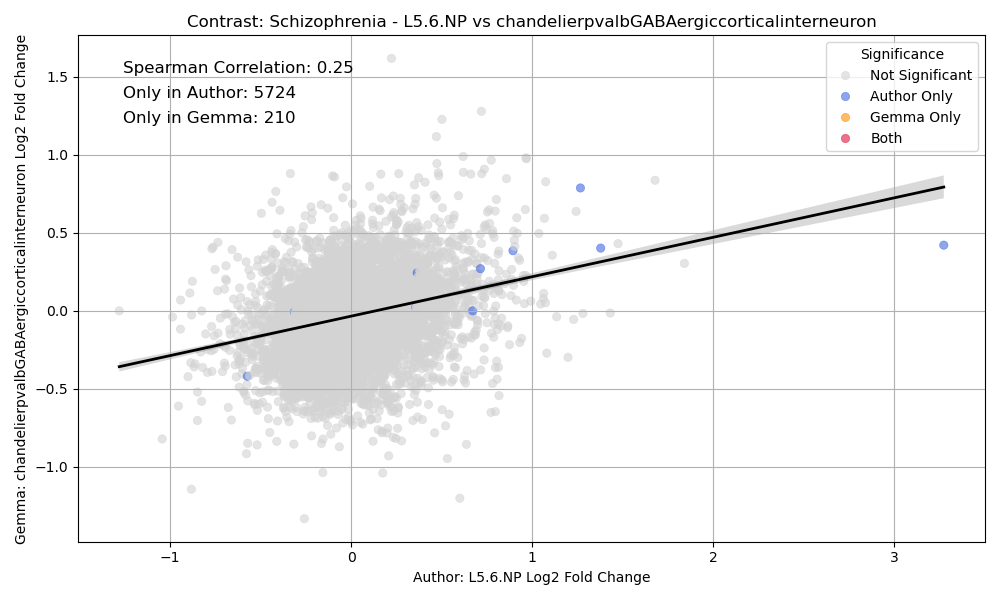 Contrast: Schizophrenia - L5.6.NP vs chandelierpvalbGABAergiccorticalinterneuron
Spearman Correlation: 0.25
Only in Author: 5724
Only in Gemma: 210
Significance
Not Significant
Author Only
Gemma Only
Both
Gemma: chandelierpvalbGABAergiccorticalinterneuron Log2 Fold Change
1.5
1.0
0.5
0.0
−0.5
−1.0
−1
0
1
2
3
Author: L5.6.NP Log2 Fold Change